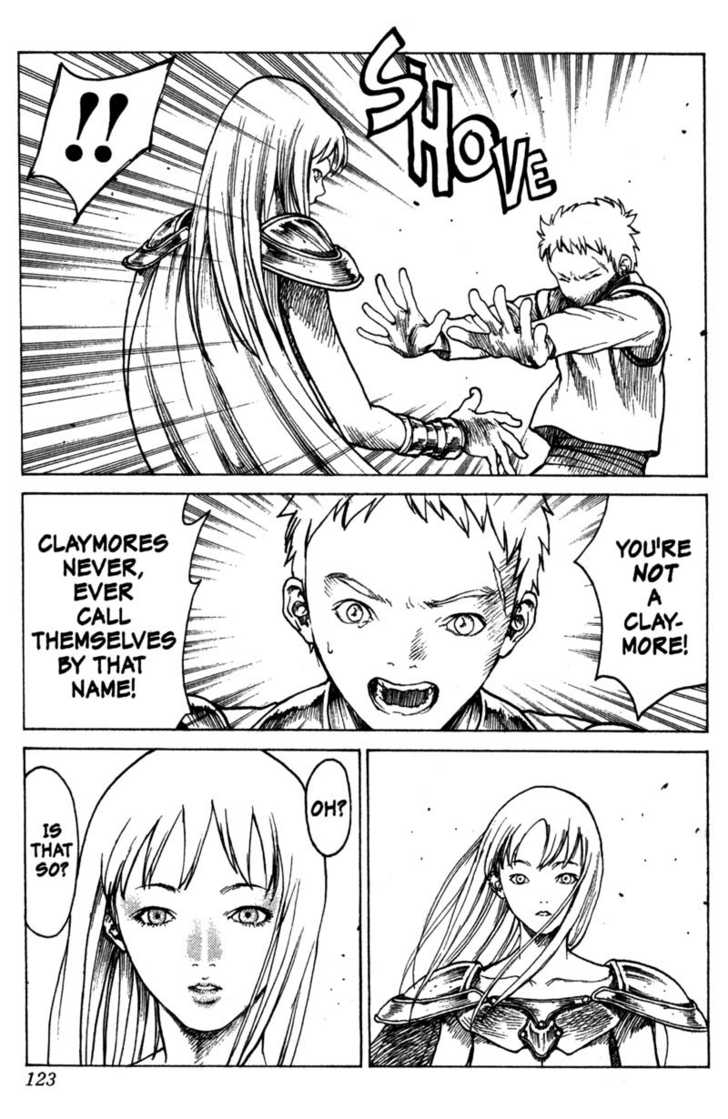 !!
SHOVE
YOU'RE
NOT
A
CLAY-
MORE!
CLAYMORES
NEVER,
EVER
CALL
THEMSELVES
BY THAT
NAME!
OH?
IS
THAT
SO?
123